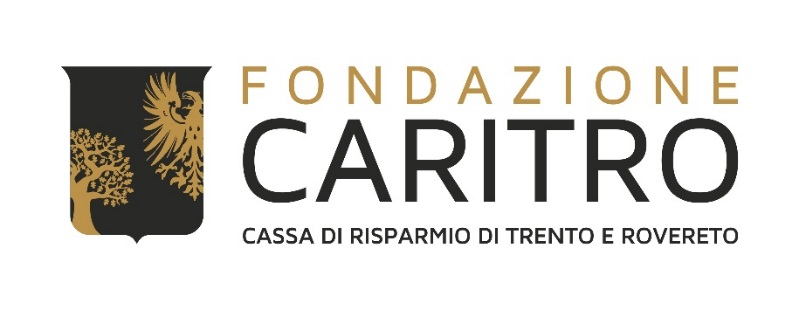 FONDAZIONE
CARITRO
CASSA DI RISPARMIO DI TRENTO E ROVERETO